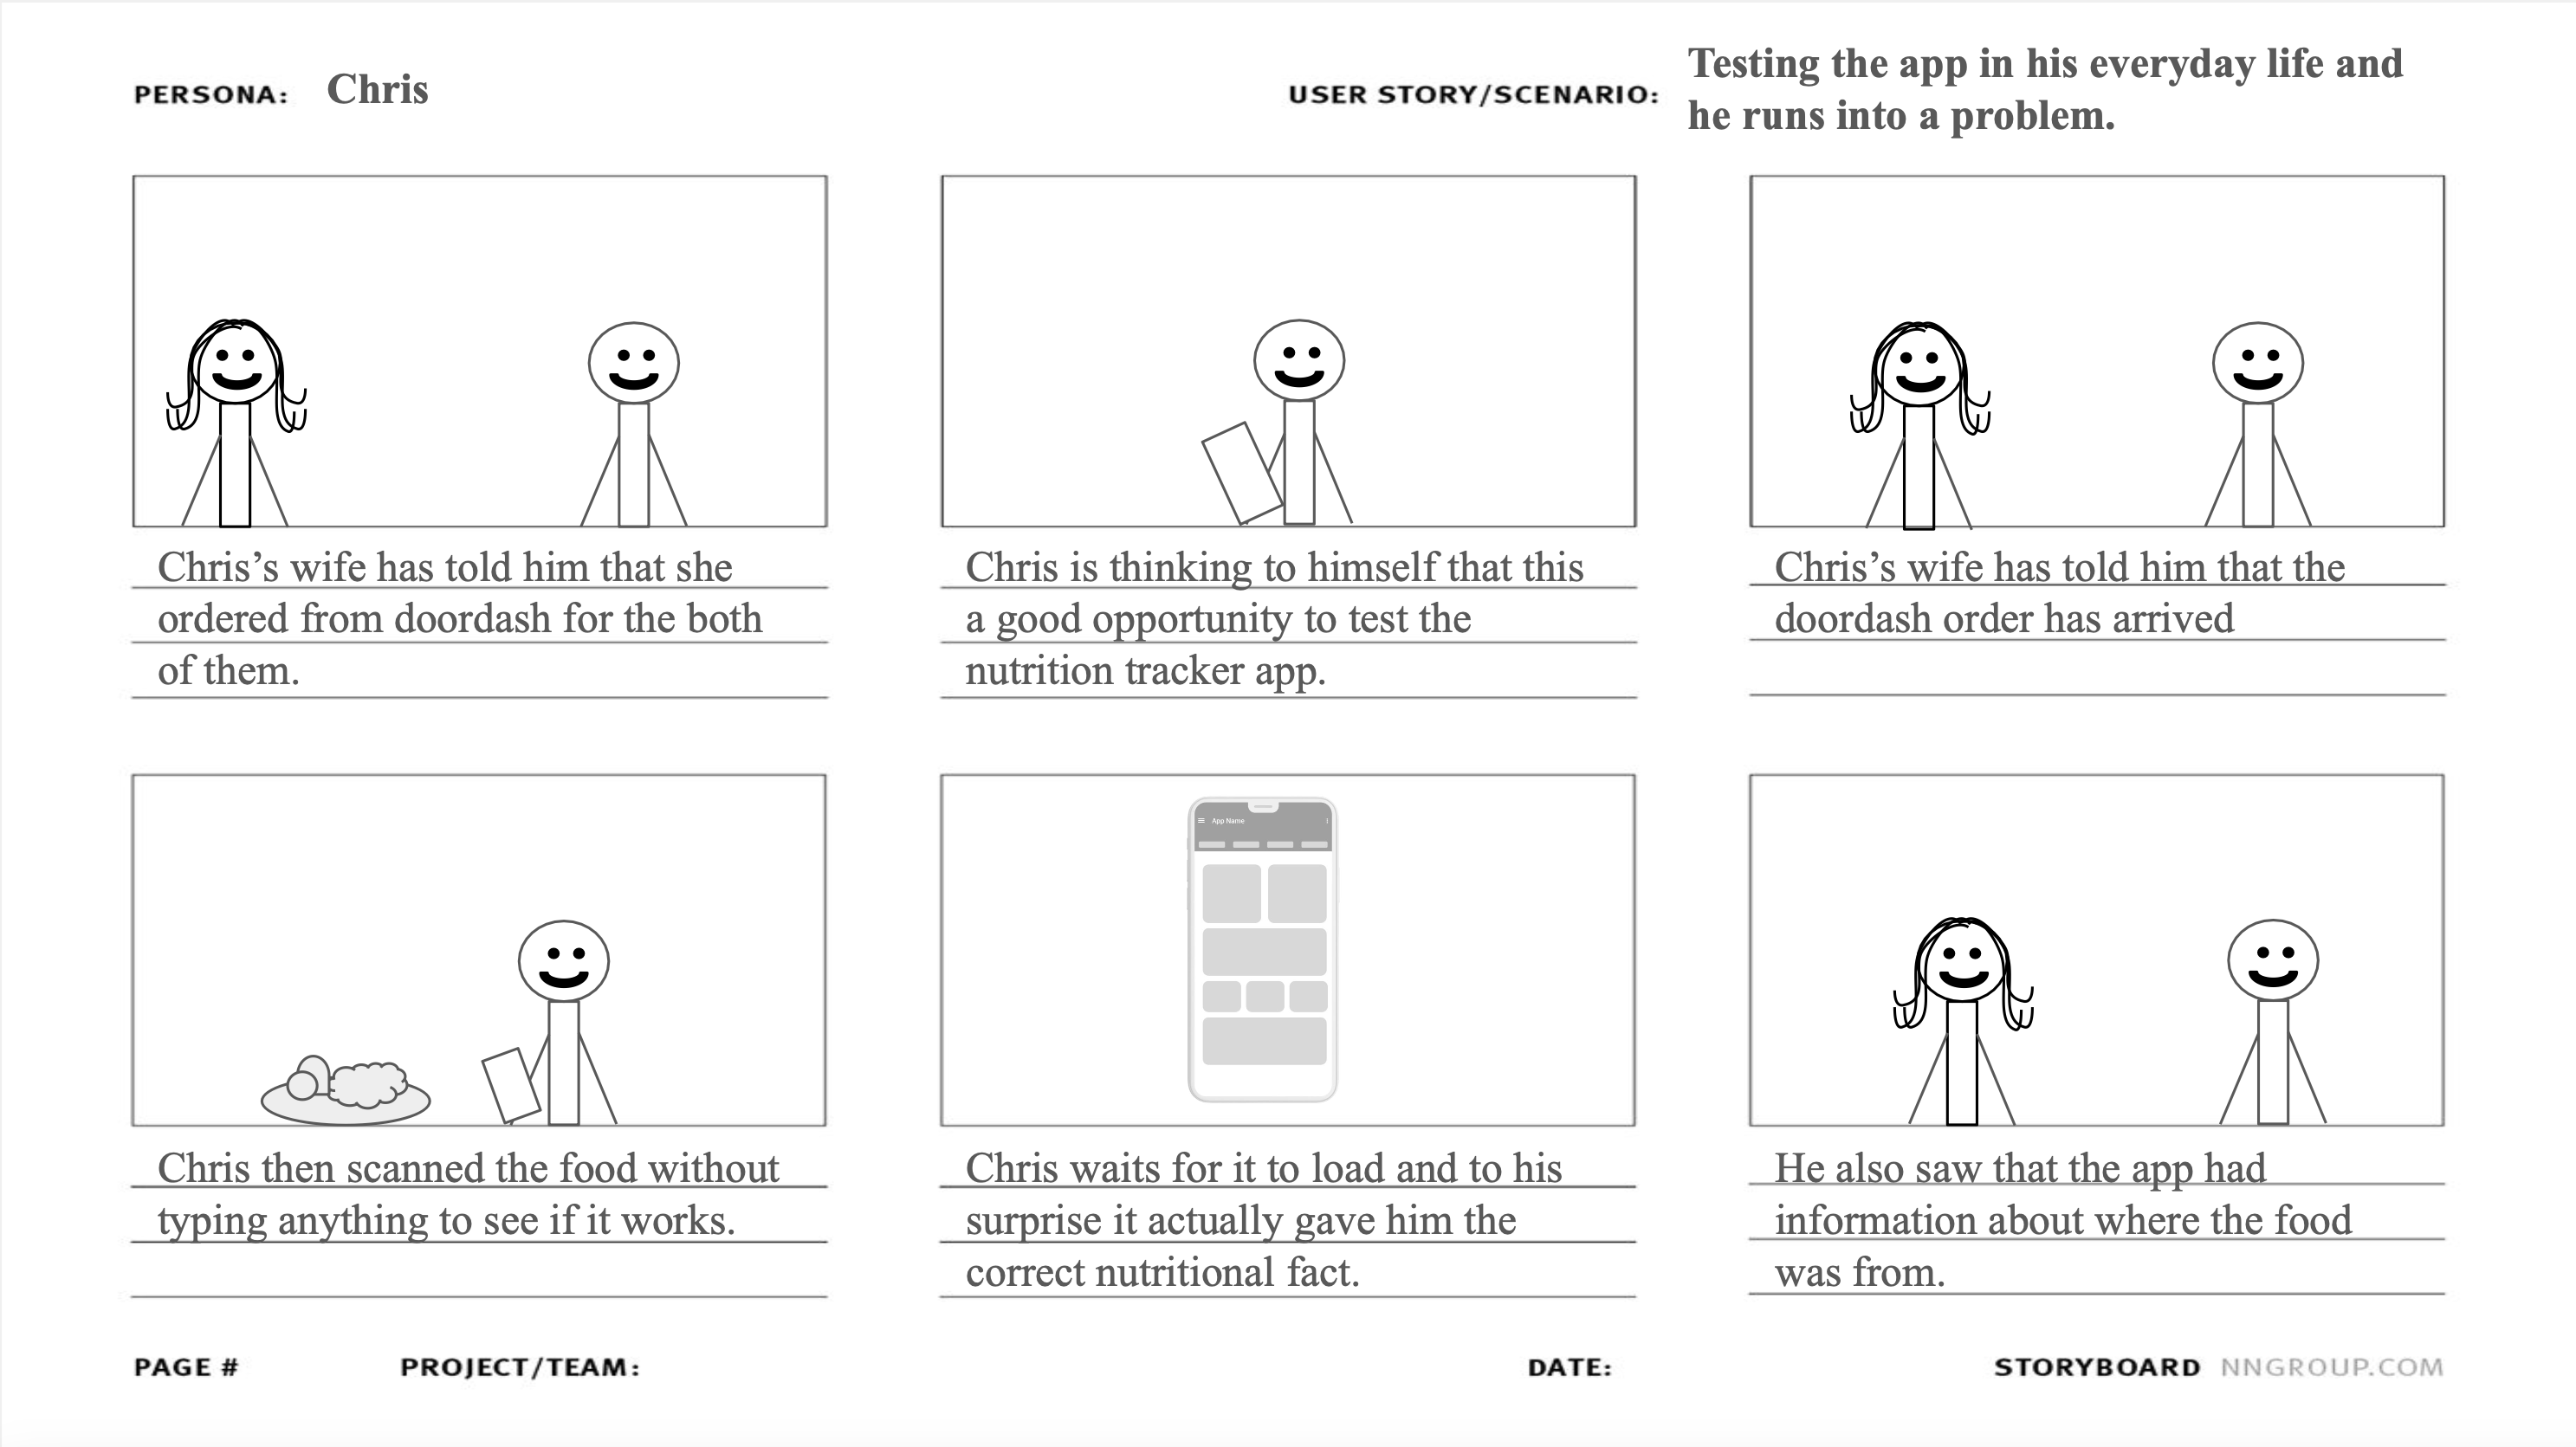 PERSONA: Chris
USER STORY/SCENARIO: Testing the app in his everyday life and
he runs into a problem.
Chris’s wife has told him that she
ordered from doordash for the both
of them.
Chris is thinking to himself that this
a good opportunity to test the
nutrition tracker app.
Chris’s wife has told him that the
doordash order has arrived
Chris then scanned the food without
typing anything to see if it works.
App Name
Chris waits for it to load and to his
surprise it actually gave him the
correct nutritional fact.
He also saw that the app had
information about where the food
was from.
PAGE # PROJECT/TEAM: DATE: STORYBOARD NNGROUP.COM